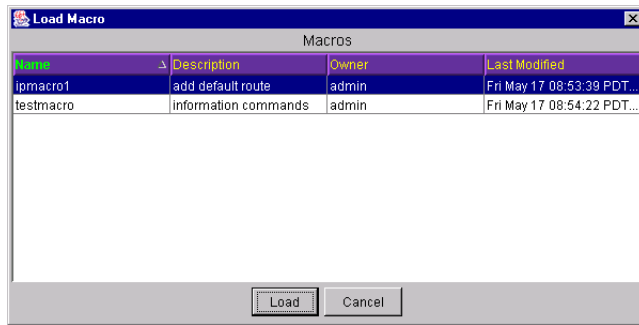 Load Macro
Macros
Name Description Owner Last Modified
ipmacro1 add default route admin Fri May 17 08:53:39 PDT...
testmacro information commands admin Fri May 17 08:54:22 PDT...
Load Cancel